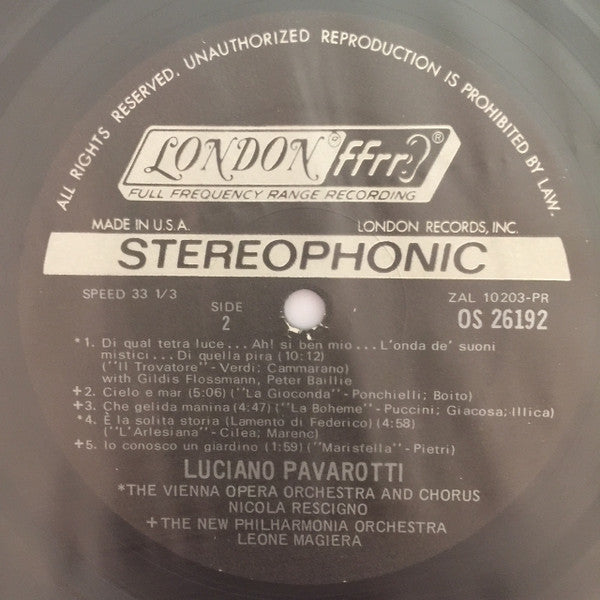 ALL RIGHTS RESERVED. UNAUTHORIZED REPRODUCTION IS PROHIBITED BY LAW.
LONDON ® ffrr ®
FULL FREQUENCY RANGE RECORDING
MADE IN U.S.A. LONDON RECORDS, INC.
STEREOPHONIC
SPEED 33 1/3 ZAL 10203-PR
SIDE
2 OS 26192
*1. Di qual tetra luce...Ah! si ben mio...L'onda de' suoni
mistici...Di quella pira (10:12)
("Il Trovatore"-Verdi; Cammarano)
with Gildis Flossmann, Peter Baillie
+2. Cielo e mar (5:06) ("La Gioconda"-Ponchielli; Boito)
+3. Che gelida manina (4:47) ("La Boheme"-Puccini; Giacosa; Illica)
*4. È la solita storia (Lamento di Federico) (4:58)
("L'Arlesiana"-Cilea; Marenc)
+5. Io conosco un giardino (1:59) ("Maristella"-Pietri)
LUCIANO PAVAROTTI
*THE VIENNA OPERA ORCHESTRA AND CHORUS
NICOLA RESCIGNO
+THE NEW PHILHARMONIA ORCHESTRA
LEONE MAGIERA